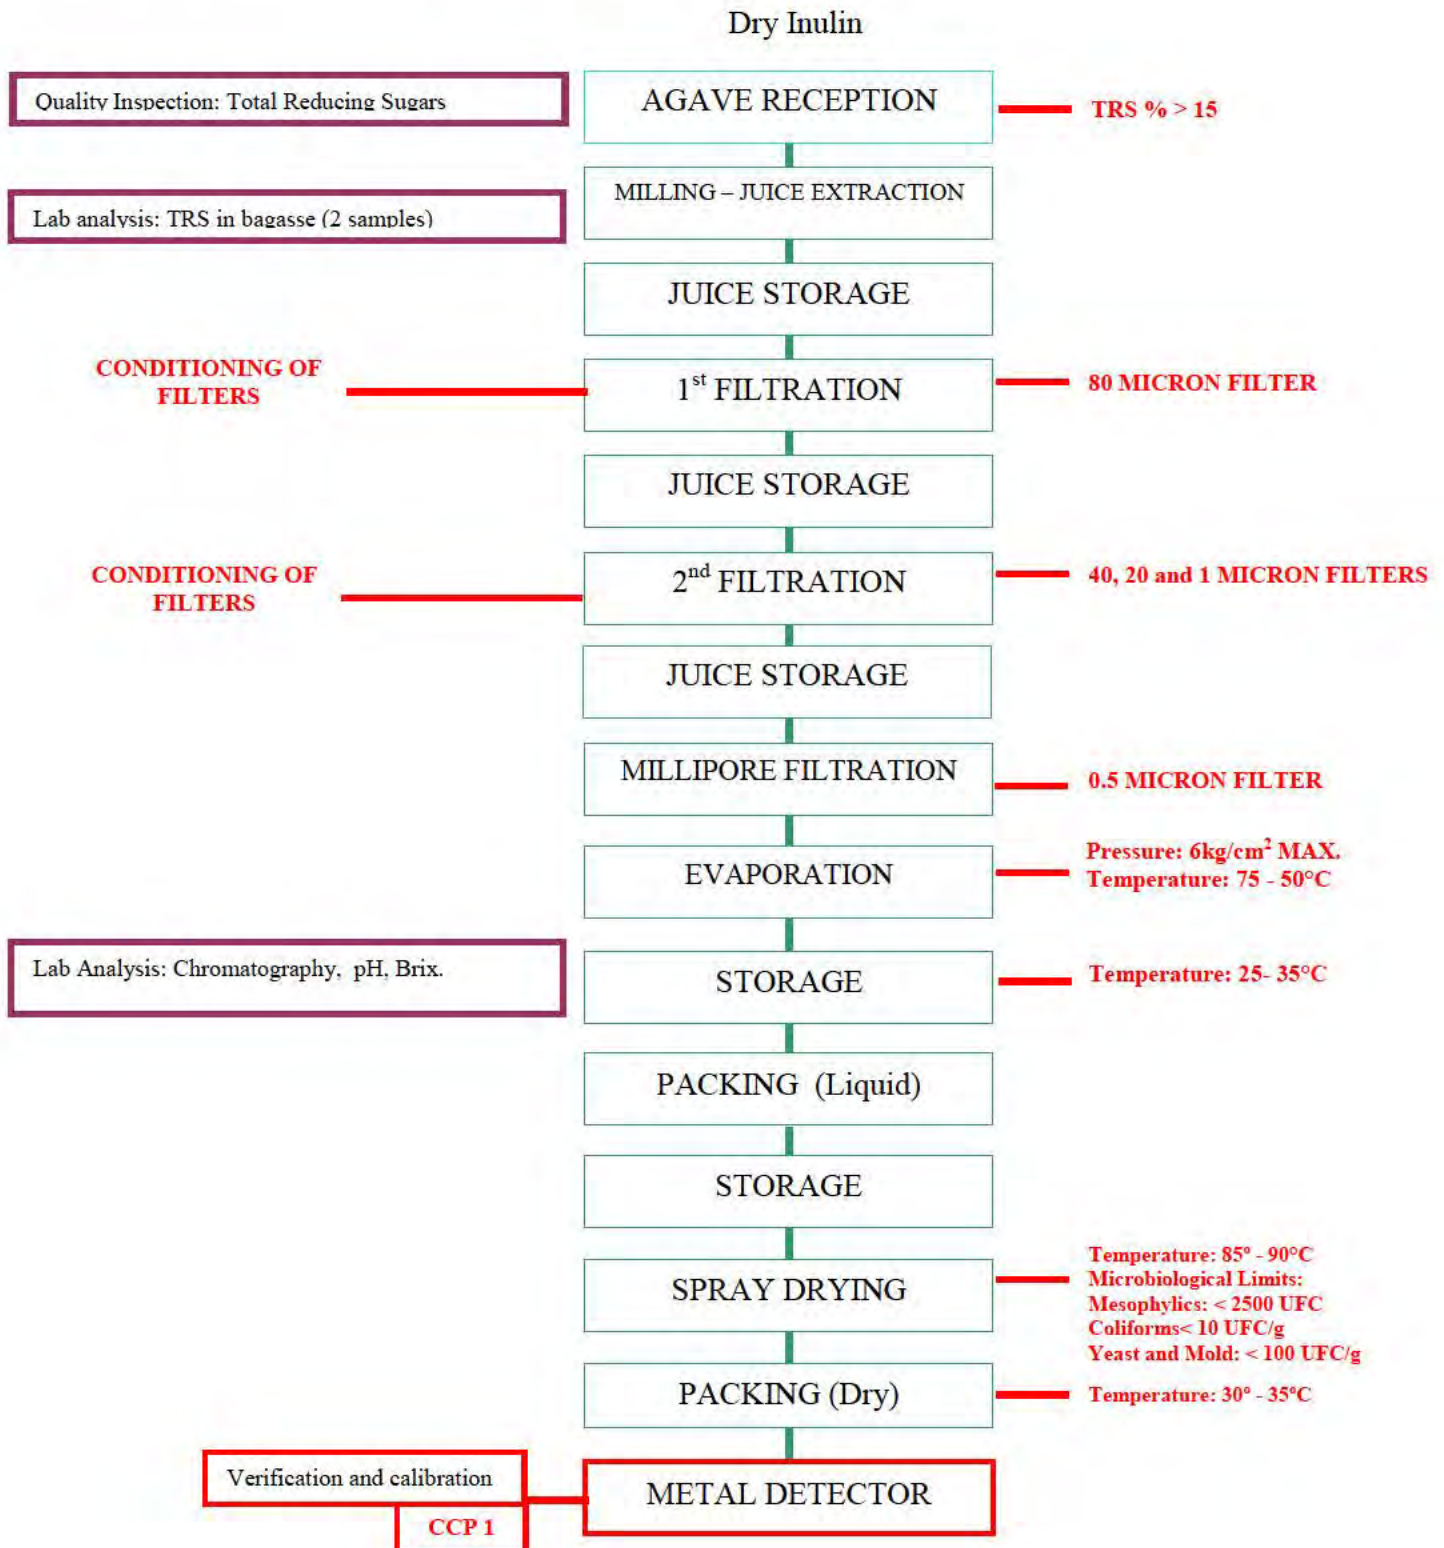 Dry Inulin
Quality Inspection: Total Reducing Sugars
AGAVE RECEPTION
TRS % > 15
MILLING – JUICE EXTRACTION
Lab analysis: TRS in bagasse (2 samples)
JUICE STORAGE
CONDITIONING OF
FILTERS
1st FILTRATION
80 MICRON FILTER
JUICE STORAGE
CONDITIONING OF
FILTERS
2nd FILTRATION
40, 20 and 1 MICRON FILTERS
JUICE STORAGE
MILLIPORE FILTRATION
0.5 MICRON FILTER
EVAPORATION
Pressure: 6kg/cm2 MAX.
Temperature: 75 - 50°C
Lab Analysis: Chromatography, pH, Brix.
STORAGE
Temperature: 25- 35°C
PACKING (Liquid)
STORAGE
SPRAY DRYING
Temperature: 85º - 90°C
Microbiological Limits:
Mesophylics: < 2500 UFC
Coliforms< 10 UFC/g
Yeast and Mold: < 100 UFC/g
PACKING (Dry)
Temperature: 30º - 35ºC
Verification and calibration
METAL DETECTOR
CCP 1